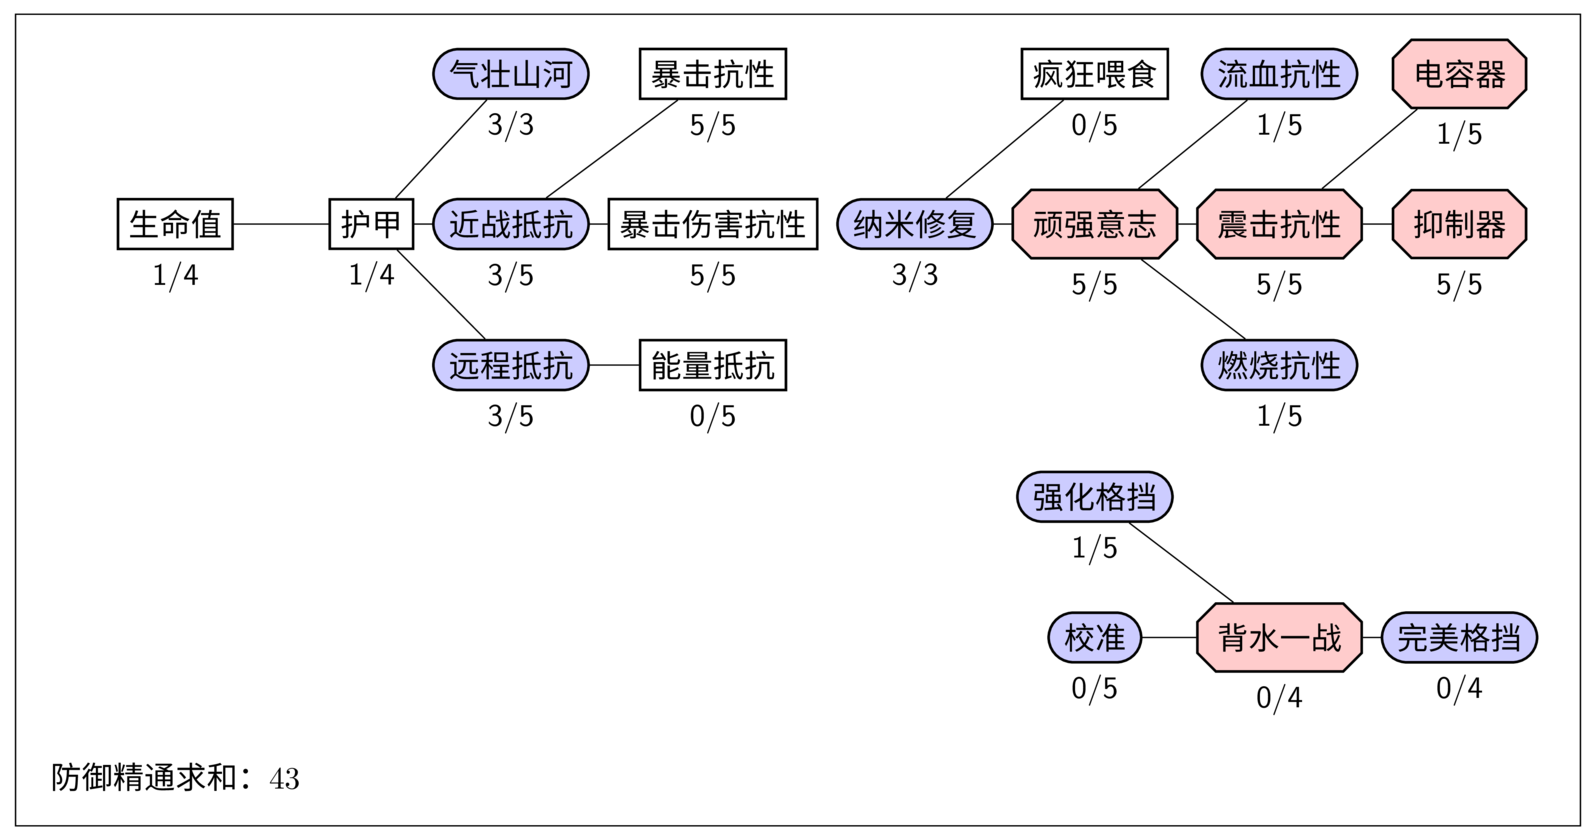 气壮山河
3/3
暴击抗性
5/5
疯狂喂食
0/5
流血抗性
1/5
电容器
1/5
生命值
1/4
护甲
1/4
近战抵抗
3/5
暴击伤害抗性
5/5
纳米修复
3/3
顽强意志
5/5
震击抗性
5/5
抑制器
5/5
远程抵抗
3/5
能量抵抗
0/5
燃烧抗性
1/5
强化格挡
1/5
校准
0/5
背水一战
0/4
完美格挡
0/4
防御精通求和：43